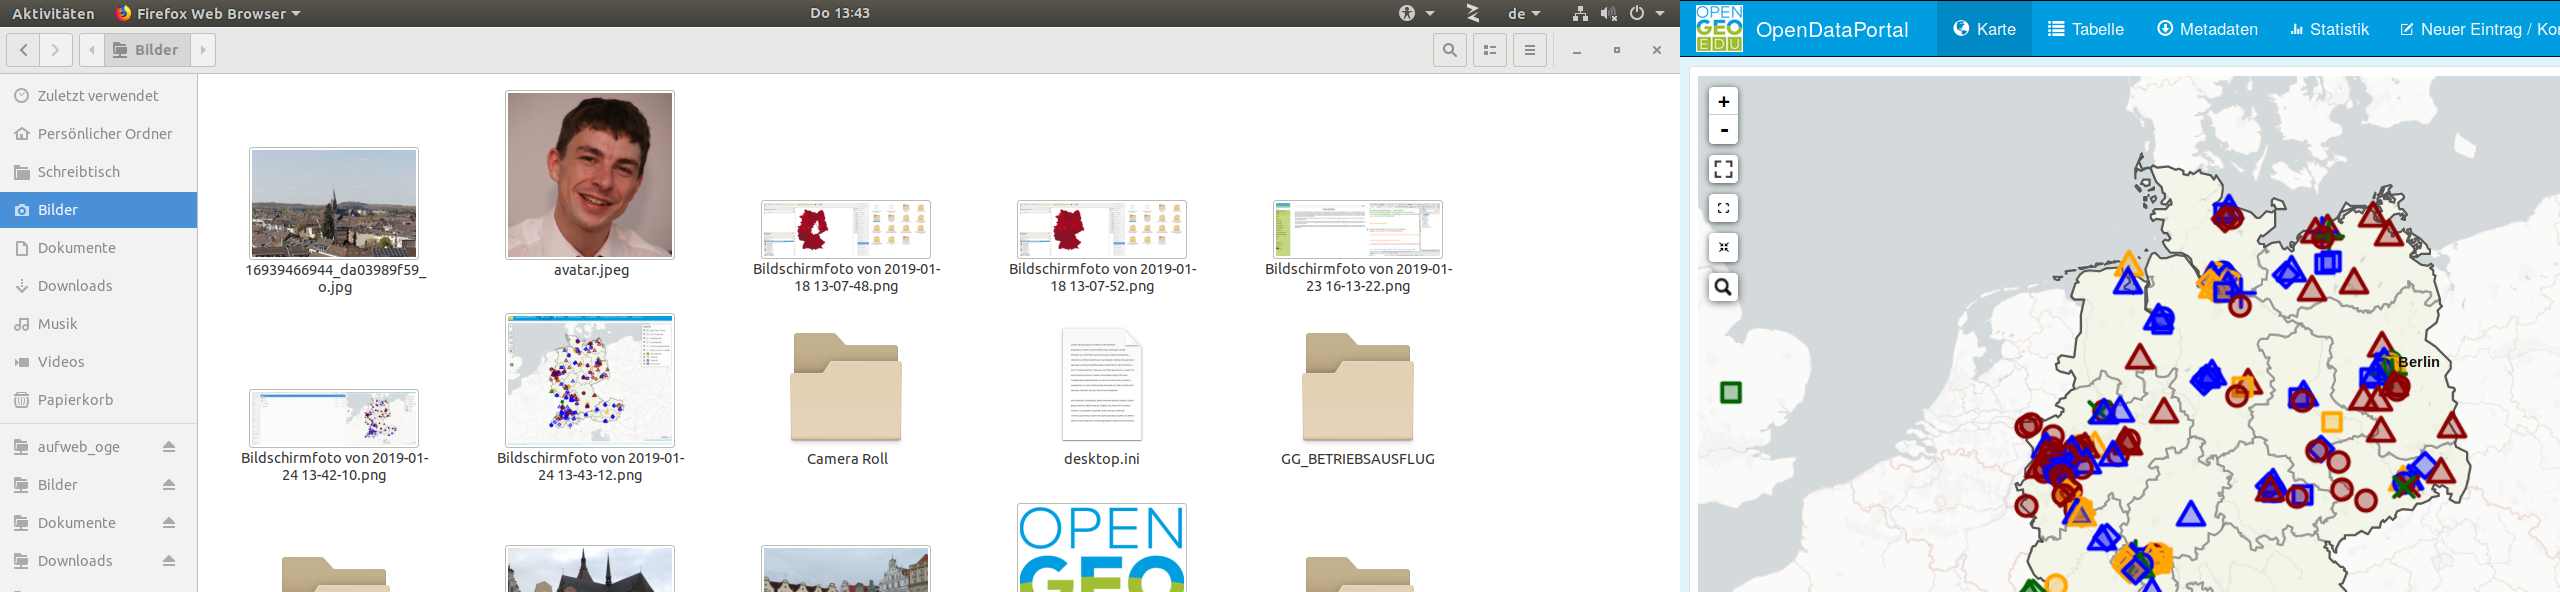 Aktivitäten
Firefox Web Browser
Do 13:43
de
Bilder
Zuletzt verwendet
Persönlicher Ordner
Schreibtisch
Bilder
Dokumente
Downloads
Musik
Videos
Papierkorb
aufweb_oge
Bilder
Dokumente
Downloads
16939466944_da03989f59_
o.jpg
avatar.jpeg
Bildschirmfoto von 2019-01-
18 13-07-48.png
Bildschirmfoto von 2019-01-
18 13-07-52.png
Bildschirmfoto von 2019-01-
23 16-13-22.png
Bildschirmfoto von 2019-01-
24 13-42-10.png
Bildschirmfoto von 2019-01-
24 13-43-12.png
Camera Roll
desktop.ini
GG_BETRIEBSAUSFLUG
OPEN
GEO
OPEN
GEO
EDU
OpenDataPortal
Karte
Tabelle
Metadaten
Statistik
Neuer Eintrag / Kor
+
-
Berlin